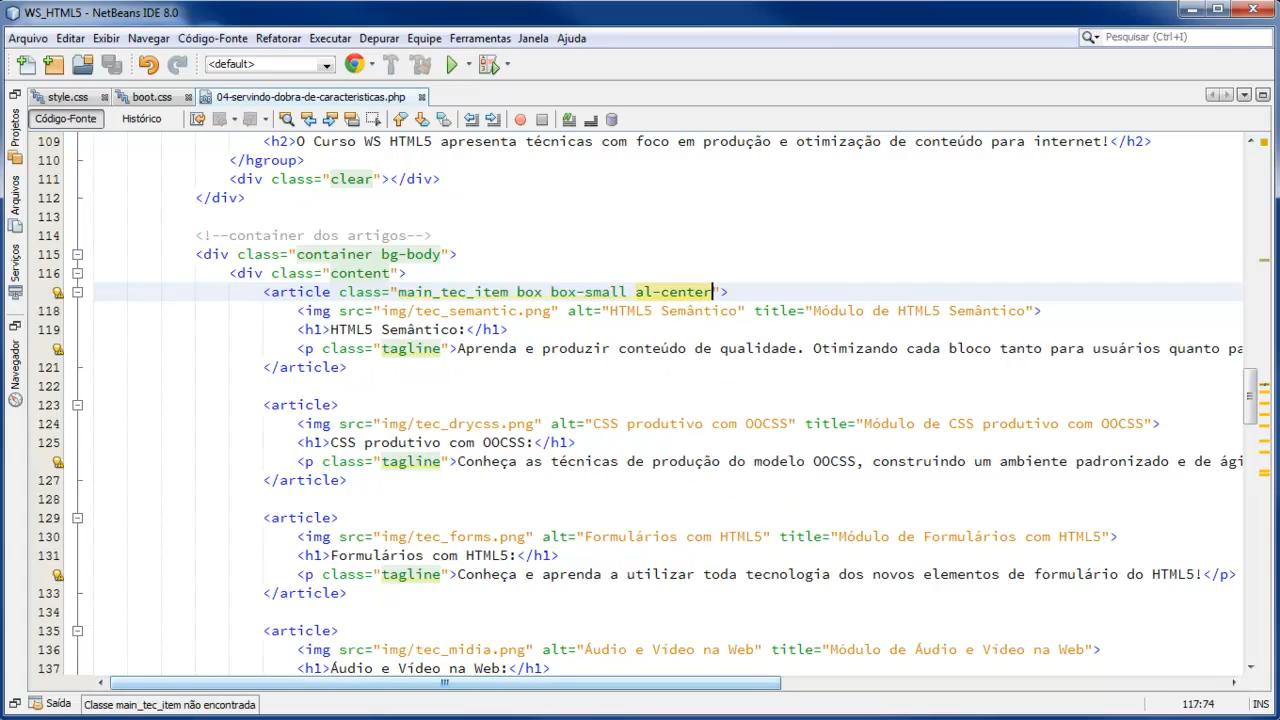 WS_HTML5 - NetBeans IDE 8.0
Arquivo Editar Exibir Navegar Código-Fonte Refatorar Executar Depurar Equipe Ferramentas Janela Ajuda
Pesquisar (Ctrl+I)
<default>
style.css boot.css 04-servindo-dobra-de-caracteristicas.php
Código-Fonte Histórico
Projetos
Arquivos
Serviços
Navegador
109 <h2>O Curso WS HTML5 apresenta técnicas com foco em produção e otimização de conteúdo para internet!</h2>
110 </hgroup>
111 <div class="clear"></div>
112 </div>
113
114 <!--container dos artigos-->
115 <div class="container bg-body">
116 <div class="content">
<article class="main_tec_item box box-small al-center">
118 <img src="img/tec_semantic.png" alt="HTML5 Semântico" title="Módulo de HTML5 Semântico">
119 <h1>HTML5 Semântico:</h1>
<p class="tagline">Aprenda e produzir conteúdo de qualidade. Otimizando cada bloco tanto para usuários quanto pa
121 </article>
122
123 <article>
124 <img src="img/tec_drycss.png" alt="CSS produtivo com OOCSS" title="Módulo de CSS produtivo com OOCSS">
125 <h1>CSS produtivo com OOCSS:</h1>
<p class="tagline">Conheça as técnicas de produção do modelo OOCSS, construindo um ambiente padronizado e de ági
127 </article>
128
129 <article>
130 <img src="img/tec_forms.png" alt="Formulários com HTML5" title="Módulo de Formulários com HTML5">
131 <h1>Formulários com HTML5:</h1>
<p class="tagline">Conheça e aprenda a utilizar toda tecnologia dos novos elementos de formulário do HTML5!</p>
133 </article>
134
135 <article>
136 <img src="img/tec_midia.png" alt="Áudio e Vídeo na Web" title="Módulo de Áudio e Vídeo na Web">
137 <h1>Áudio e Vídeo na Web:</h1>
Saída Classe main_tec_item não encontrada 117:74 INS